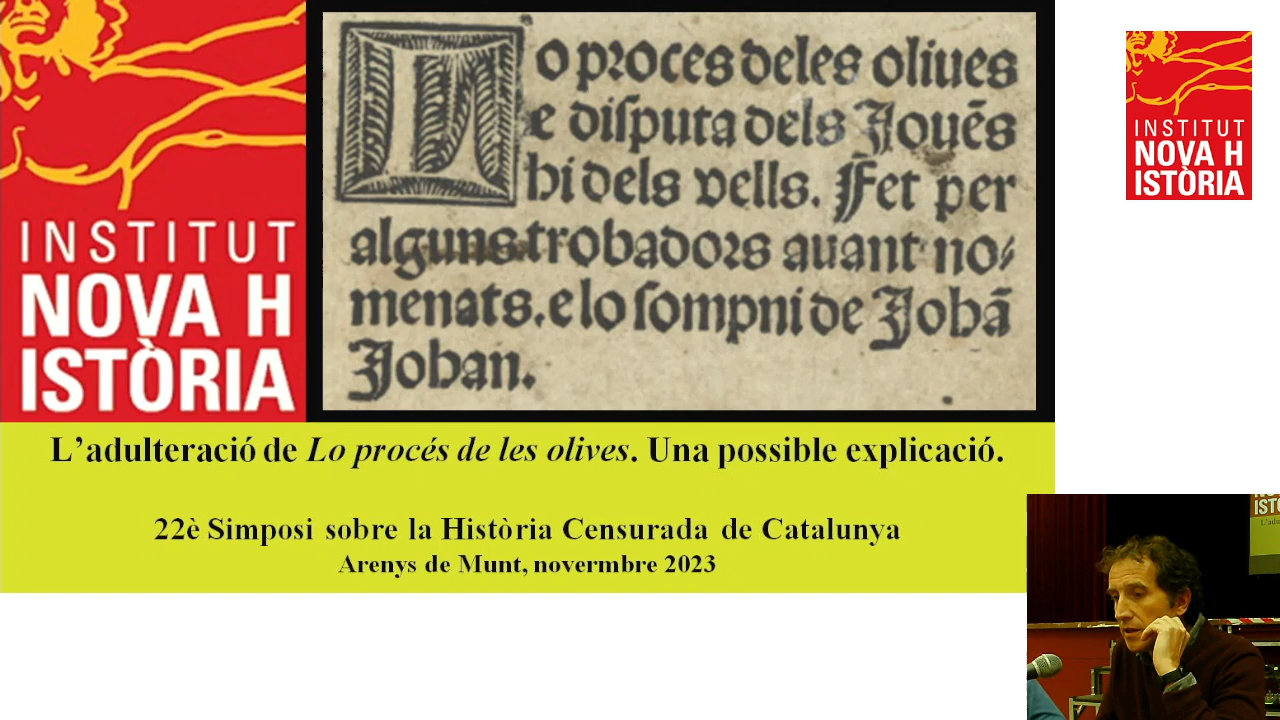 INSTITUT
NOVA H
ISTÒRIA
Lo proces deles oliues
e disputa dels Jouēs
hi dels vells. Fet per
alguns trobadors auant no⸗
menats. e lo sompni de Johā
Johan.
L’adulteració de Lo procés de les olives. Una possible explicació.
22è Simposi sobre la Història Censurada de Catalunya
Arenys de Munt, novermbre 2023
INSTITUT
NOVA H
ISTÒRIA